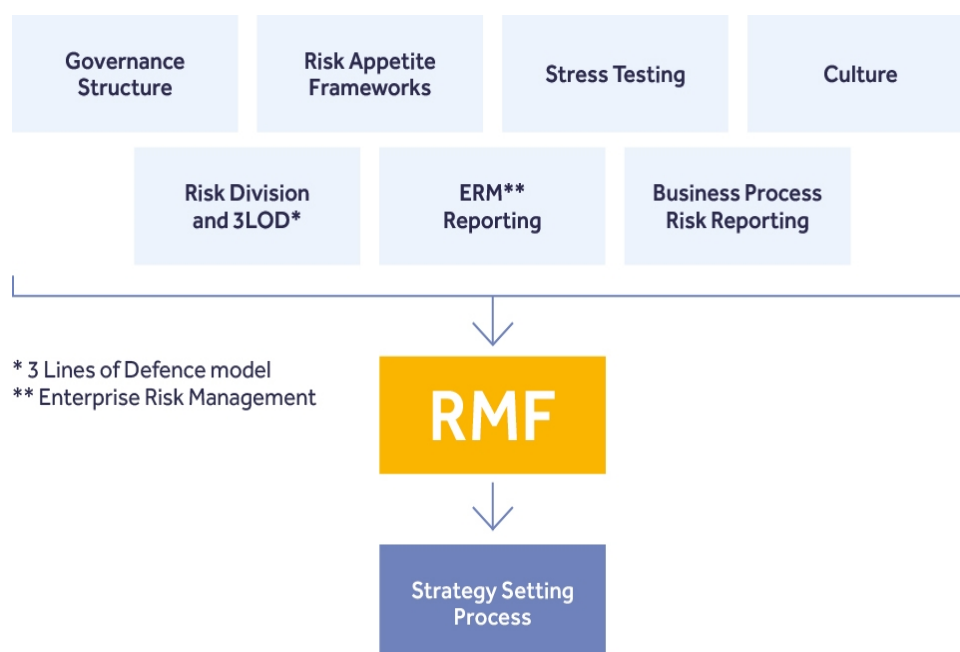 Governance
Structure
Risk Appetite
Frameworks
Stress Testing
Culture
Risk Division
and 3LOD*
ERM**
Reporting
Business Process
Risk Reporting
* 3 Lines of Defence model
** Enterprise Risk Management
RMF
Strategy Setting
Process